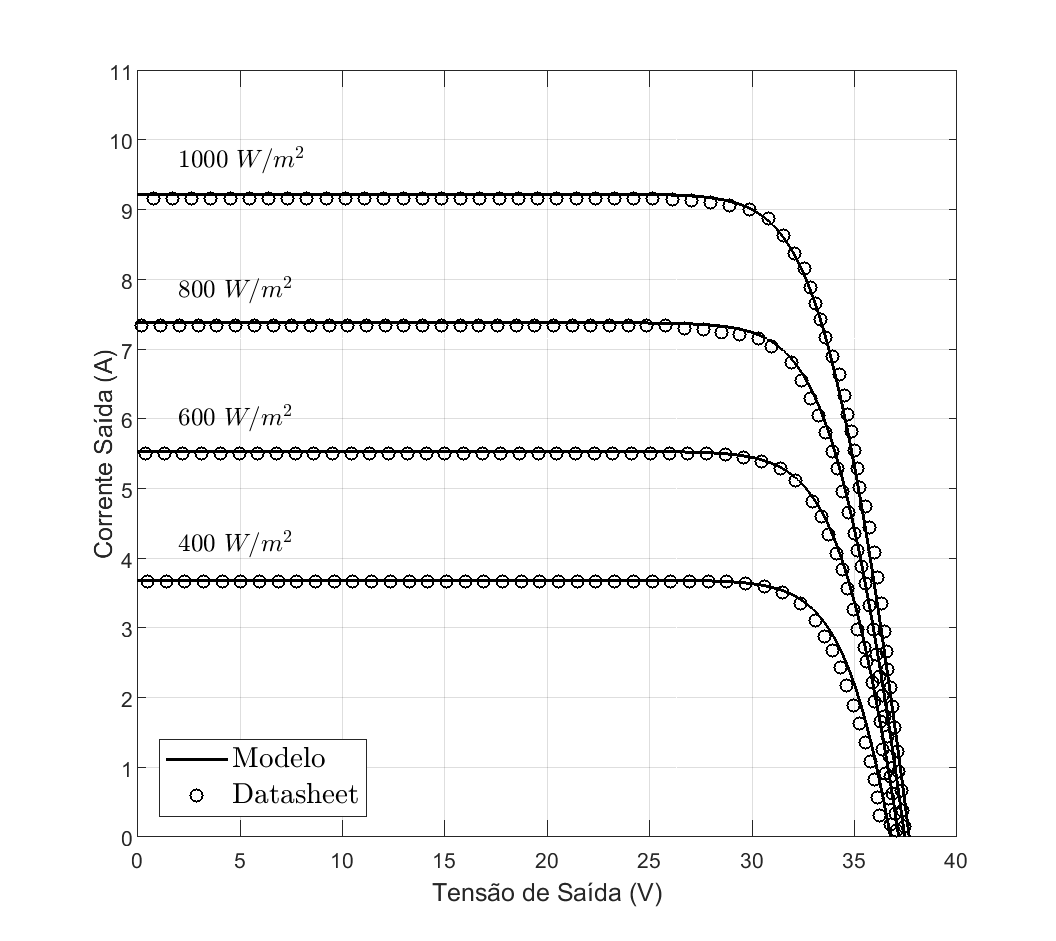 11
10
1000 W/m²
9
8
800 W/m²
7
6
600 W/m²
5
4
400 W/m²
3
2
1
0
Corrente Saída (A)
Modelo
Datasheet
0 5 10 15 20 25 30 35 40
Tensão de Saída (V)